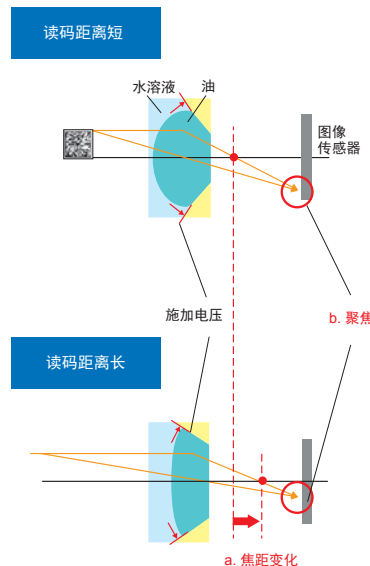 读码距离短
水溶液
油
图像
传感器
施加电压
b. 聚焦
读码距离长
a. 焦距变化